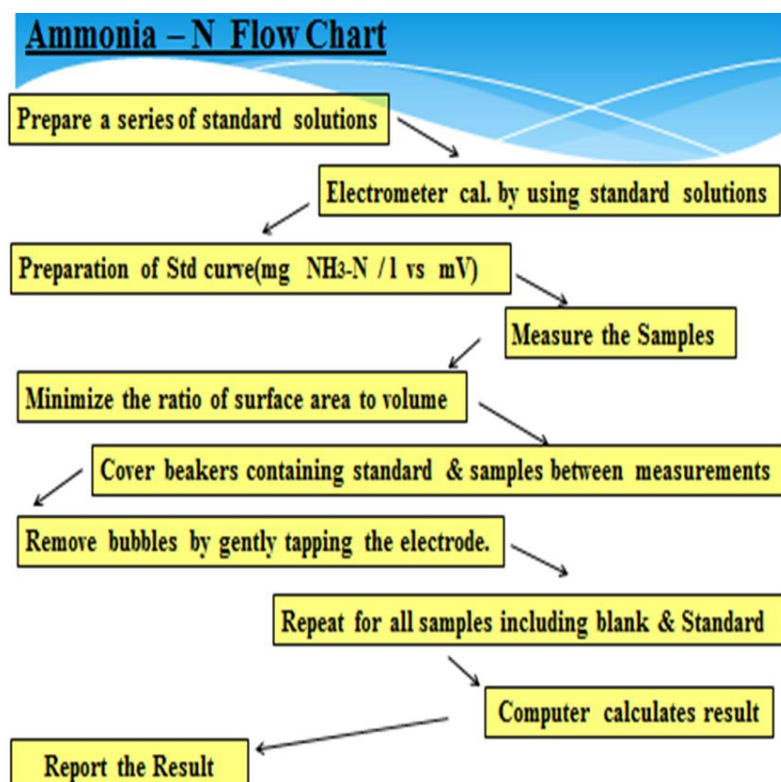 Ammonia – N Flow Chart
Prepare a series of standard solutions
Electrometer cal. by using standard solutions
Preparation of Std curve(mg NH3-N / l vs mV)
Measure the Samples
Minimize the ratio of surface area to volume
Cover beakers containing standard & samples between measurements
Remove bubbles by gently tapping the electrode.
Repeat for all samples including blank & Standard
Computer calculates result
Report the Result